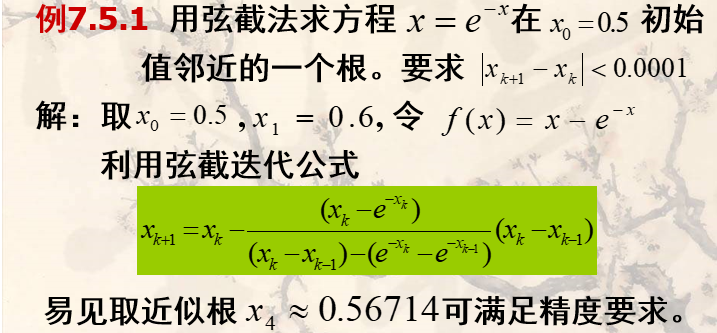 例7.5.1 用弦截法求方程 x = e^{-x} 在 x_0 = 0.5 初始
值邻近的一个根。要求 |x_{k+1} - x_k| < 0.0001
解：取 x_0 = 0.5 , x_1 = 0.6, 令 f(x) = x - e^{-x}
利用弦截迭代公式
x_{k+1} = x_k - \frac{(x_k - e^{-x_k})}{(x_k - x_{k-1}) - (e^{-x_k} - e^{-x_{k-1}})} (x_k - x_{k-1})
易见取近似根 x_4 ≈ 0.56714 可满足精度要求。